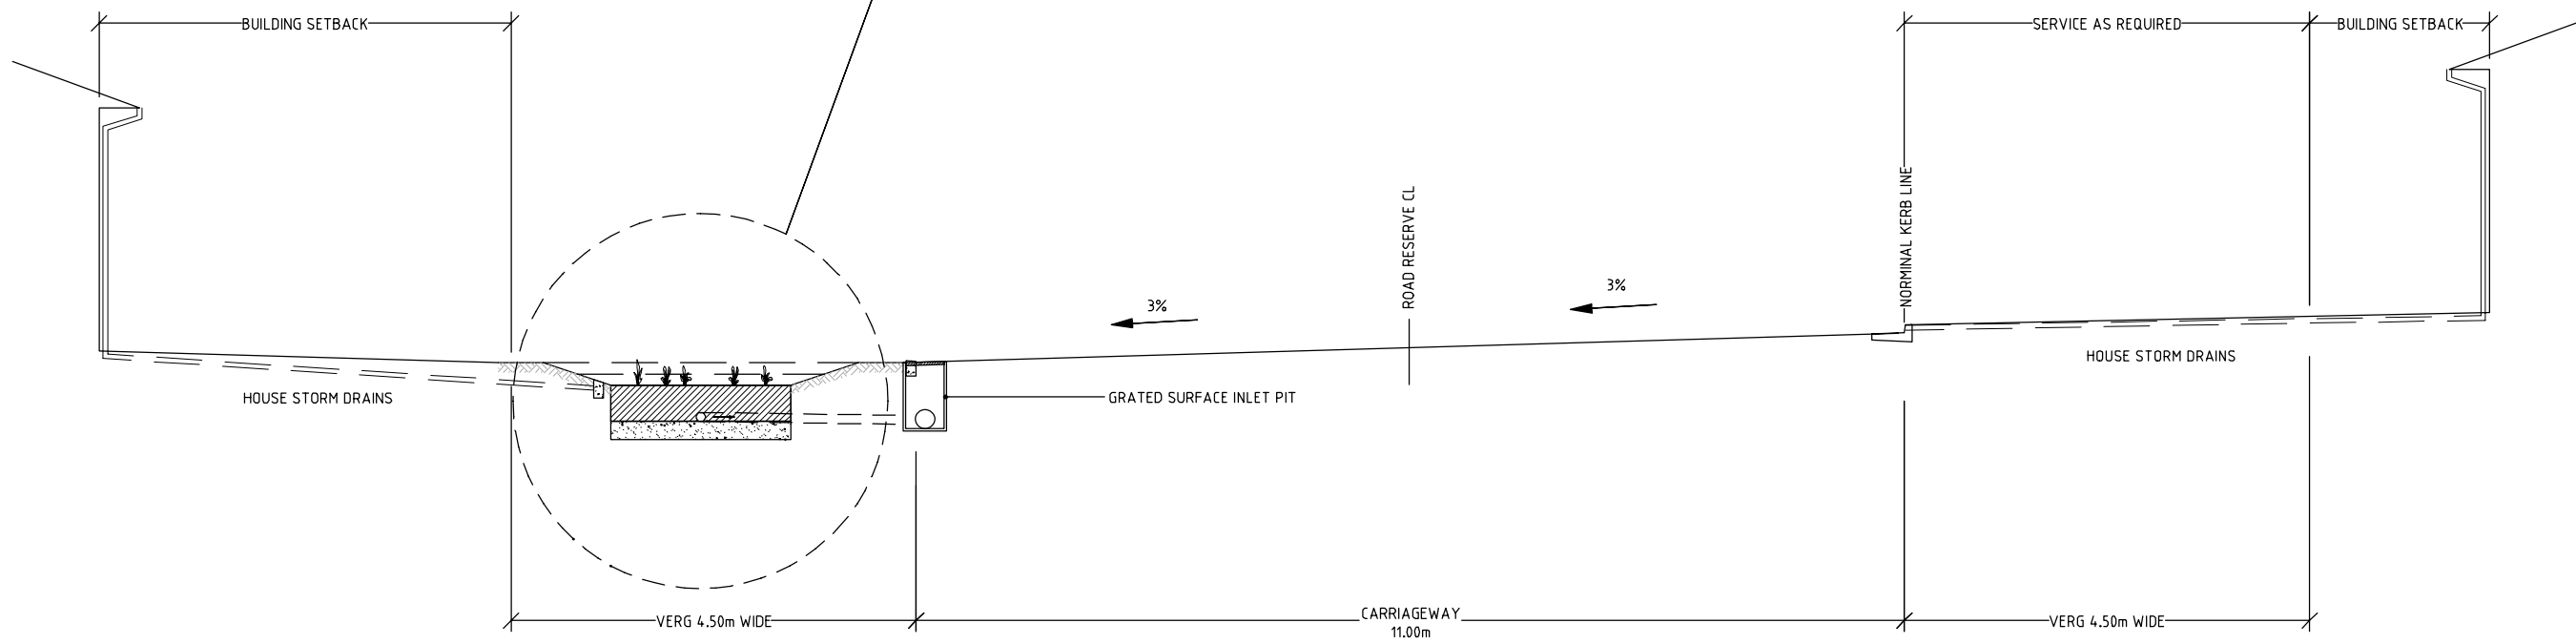 BUILDING SETBACK
SERVICE AS REQUIRED
BUILDING SETBACK
NORMINAL KERB LINE
ROAD RESERVE CL
3%
3%
HOUSE STORM DRAINS
HOUSE STORM DRAINS
GRATED SURFACE INLET PIT
VERG 4.50m WIDE
CARRIAGEWAY
11.00m
VERG 4.50m WIDE